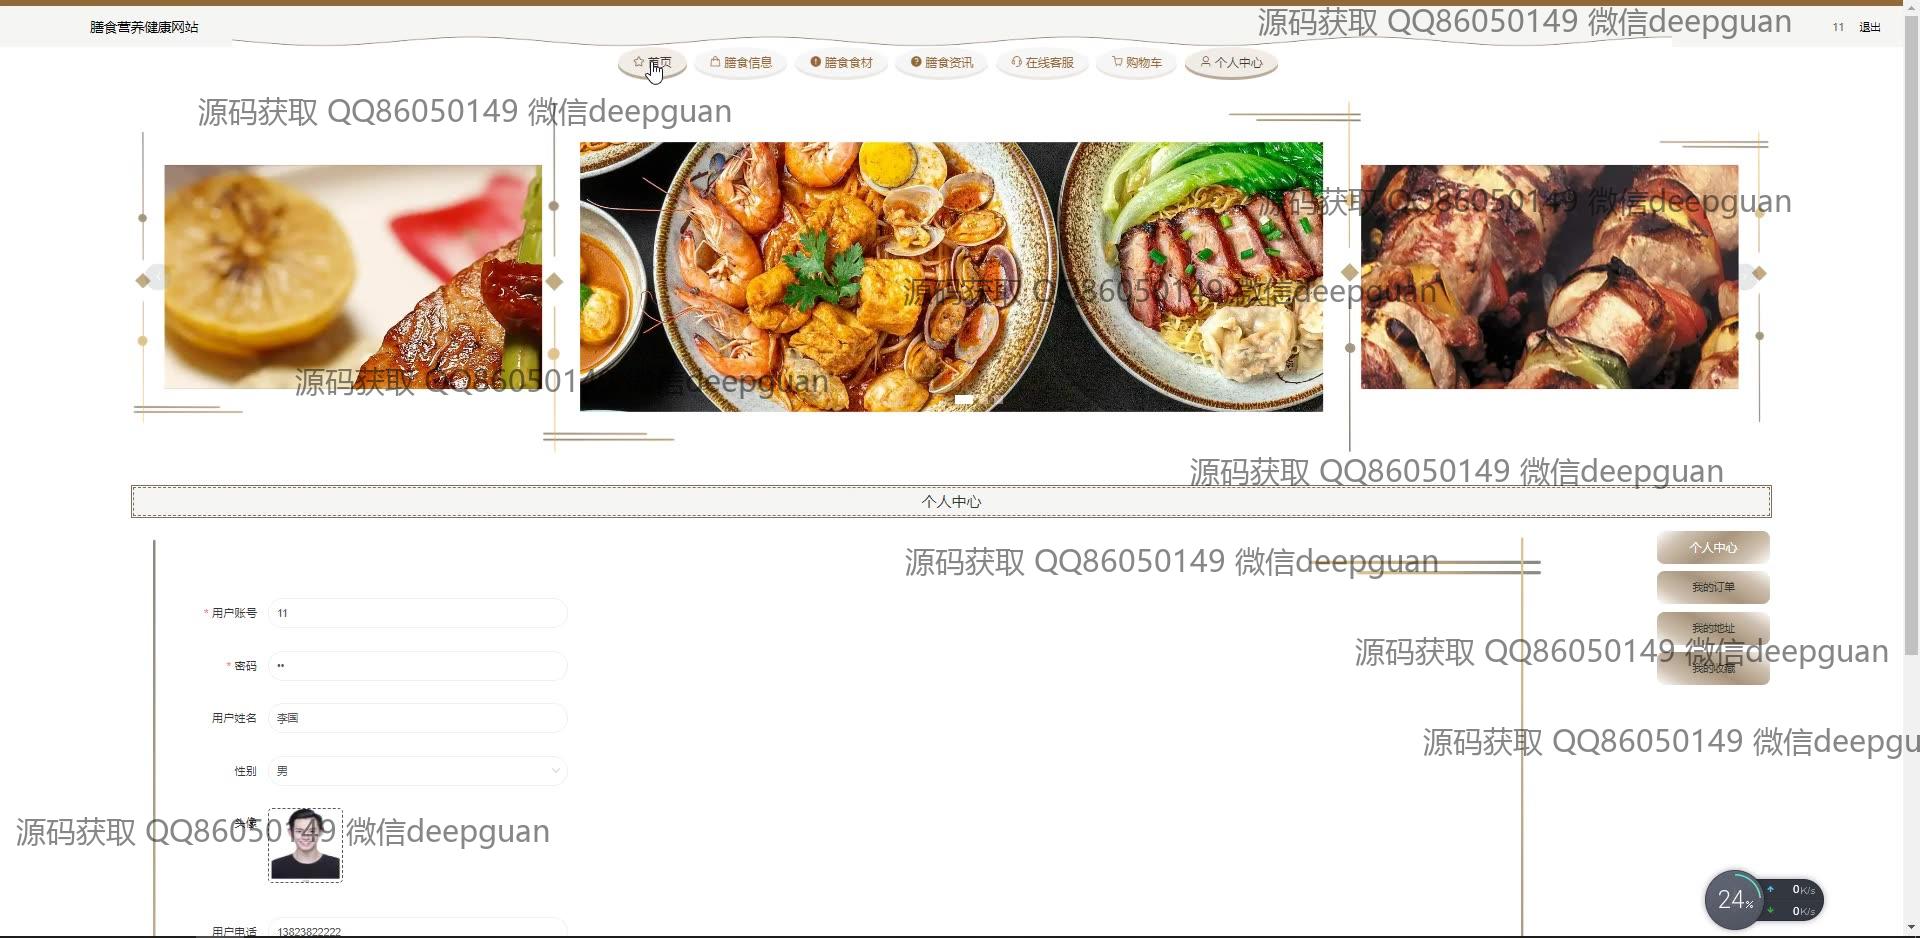 膳食营养健康网站
源码获取 QQ86050149 微信deepguan
11 退出
首页 膳食信息 膳食食材 膳食资讯 在线客服 购物车 个人中心
源码获取 QQ86050149 微信deepguan
源码获取 QQ86050149 微信deepguan
源码获取 QQ86050149 微信deepguan
源码获取 QQ86050149 微信deepguan
源码获取 QQ86050149 微信deepguan
个人中心
源码获取 QQ86050149 微信deepguan
个人中心
我的订单
我的地址
我的收藏
源码获取 QQ86050149 微信deepguan
* 用户账号 11
* 密码 ••
用户姓名 李国
源码获取 QQ86050149 微信deepgu
性别 男
头像
源码获取 QQ86050149 微信deepguan
用户电话 13823822222
24%
0K/s
0K/s